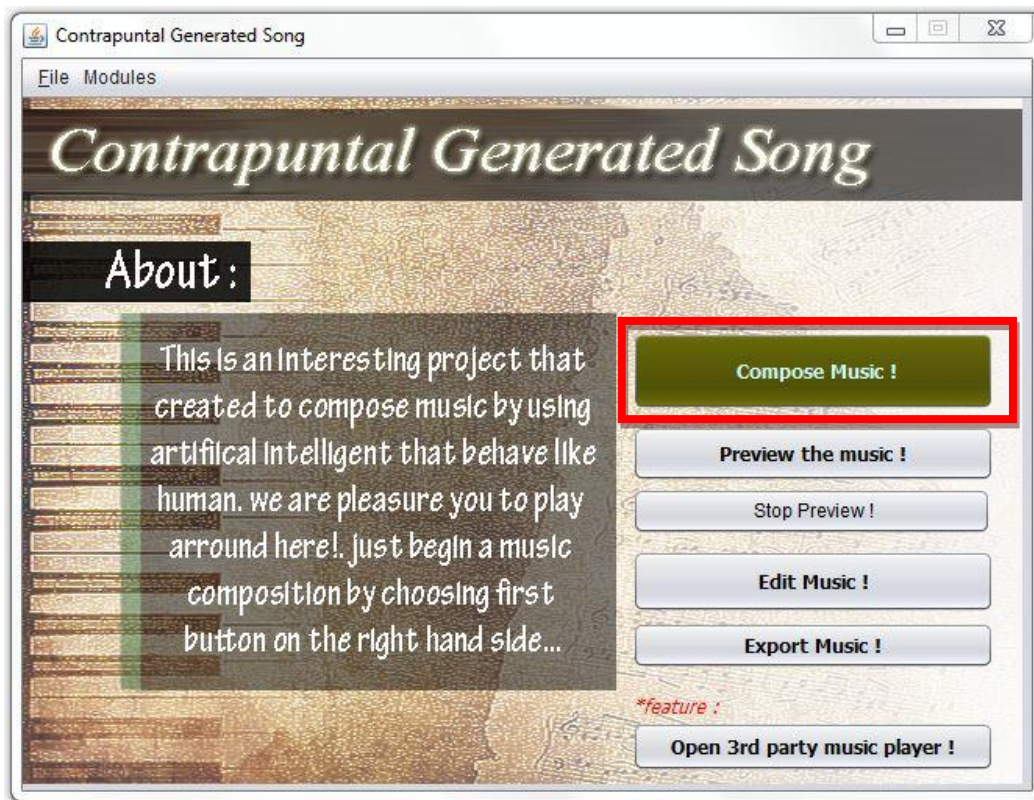 Contrapuntal Generated Song
File Modules
Contrapuntal Generated Song
About :
This is an interesting project that
created to compose music by using
artifiical intelligent that behave like
human. we are pleasure you to play
arround here!. just begin a music
composition by choosing first
button on the right hand side...
Compose Music !
Preview the music !
Stop Preview !
Edit Music !
Export Music !
*feature :
Open 3rd party music player !